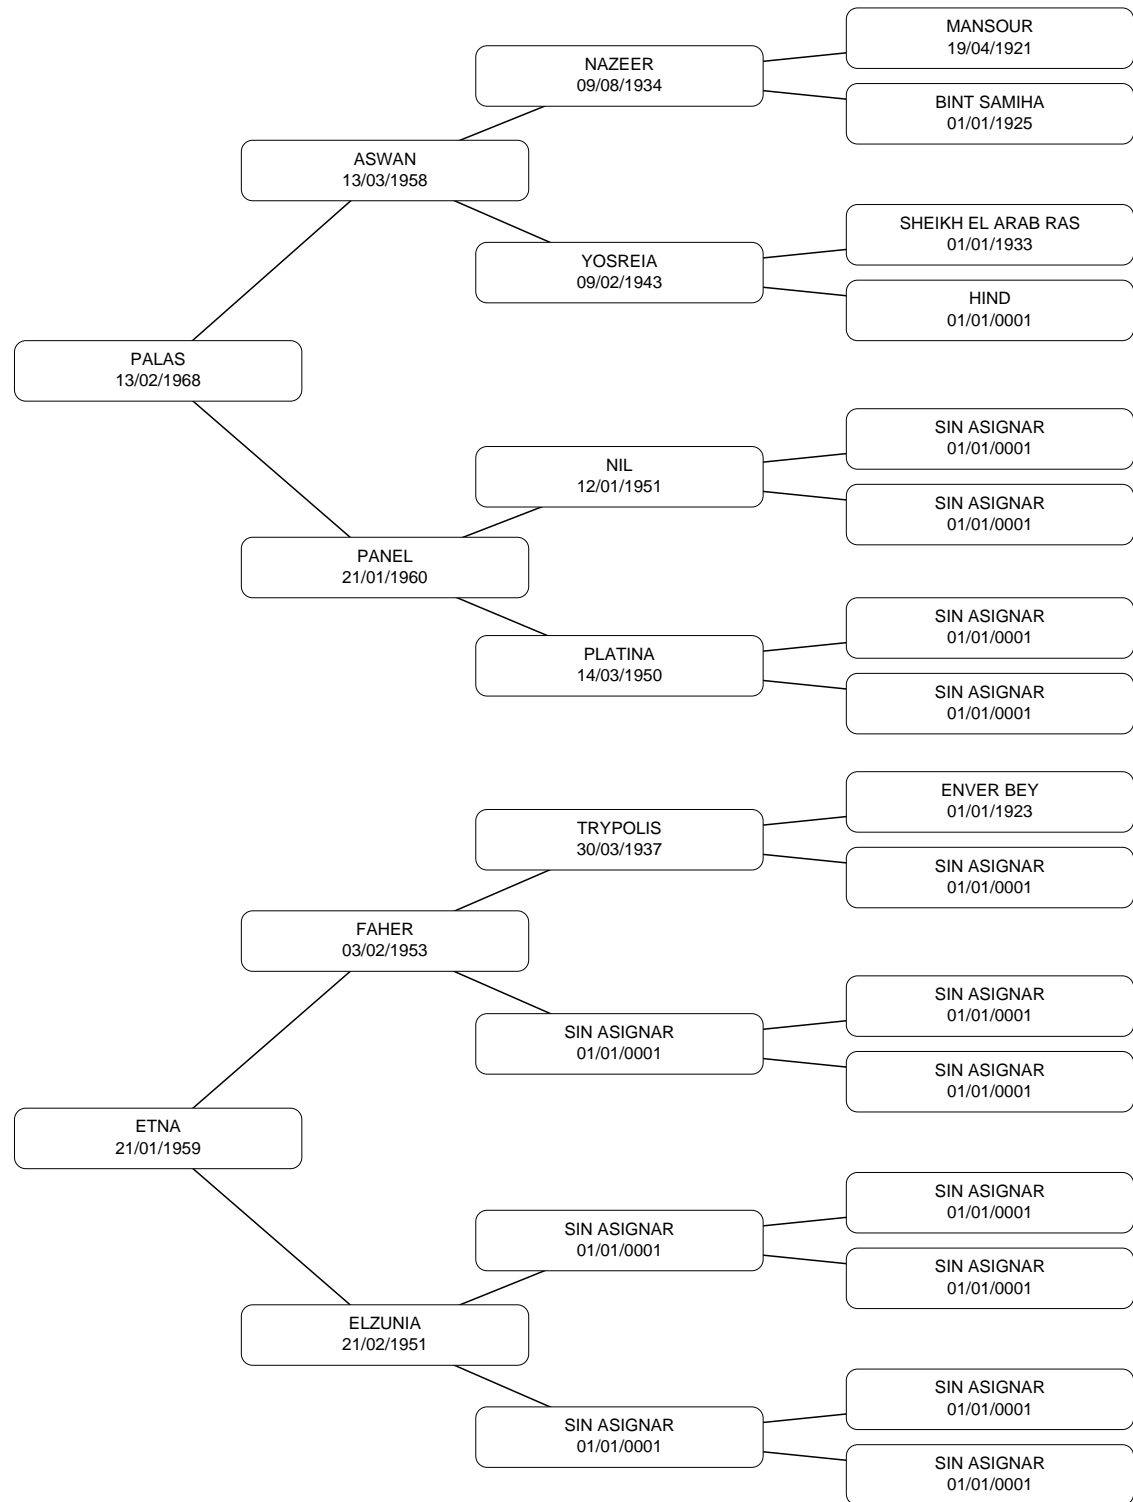 MANSOUR
19/04/1921
NAZEER
09/08/1934
BINT SAMIHA
01/01/1925
ASWAN
13/03/1958
SHEIKH EL ARAB RAS
01/01/1933
YOSREIA
09/02/1943
HIND
01/01/0001
PALAS
13/02/1968
SIN ASIGNAR
01/01/0001
NIL
12/01/1951
SIN ASIGNAR
01/01/0001
PANEL
21/01/1960
SIN ASIGNAR
01/01/0001
PLATINA
14/03/1950
SIN ASIGNAR
01/01/0001
ENVER BEY
01/01/1923
TRYPOLIS
30/03/1937
SIN ASIGNAR
01/01/0001
FAHER
03/02/1953
SIN ASIGNAR
01/01/0001
SIN ASIGNAR
01/01/0001
SIN ASIGNAR
01/01/0001
ETNA
21/01/1959
SIN ASIGNAR
01/01/0001
SIN ASIGNAR
01/01/0001
SIN ASIGNAR
01/01/0001
ELZUNIA
21/02/1951
SIN ASIGNAR
01/01/0001
SIN ASIGNAR
01/01/0001
SIN ASIGNAR
01/01/0001